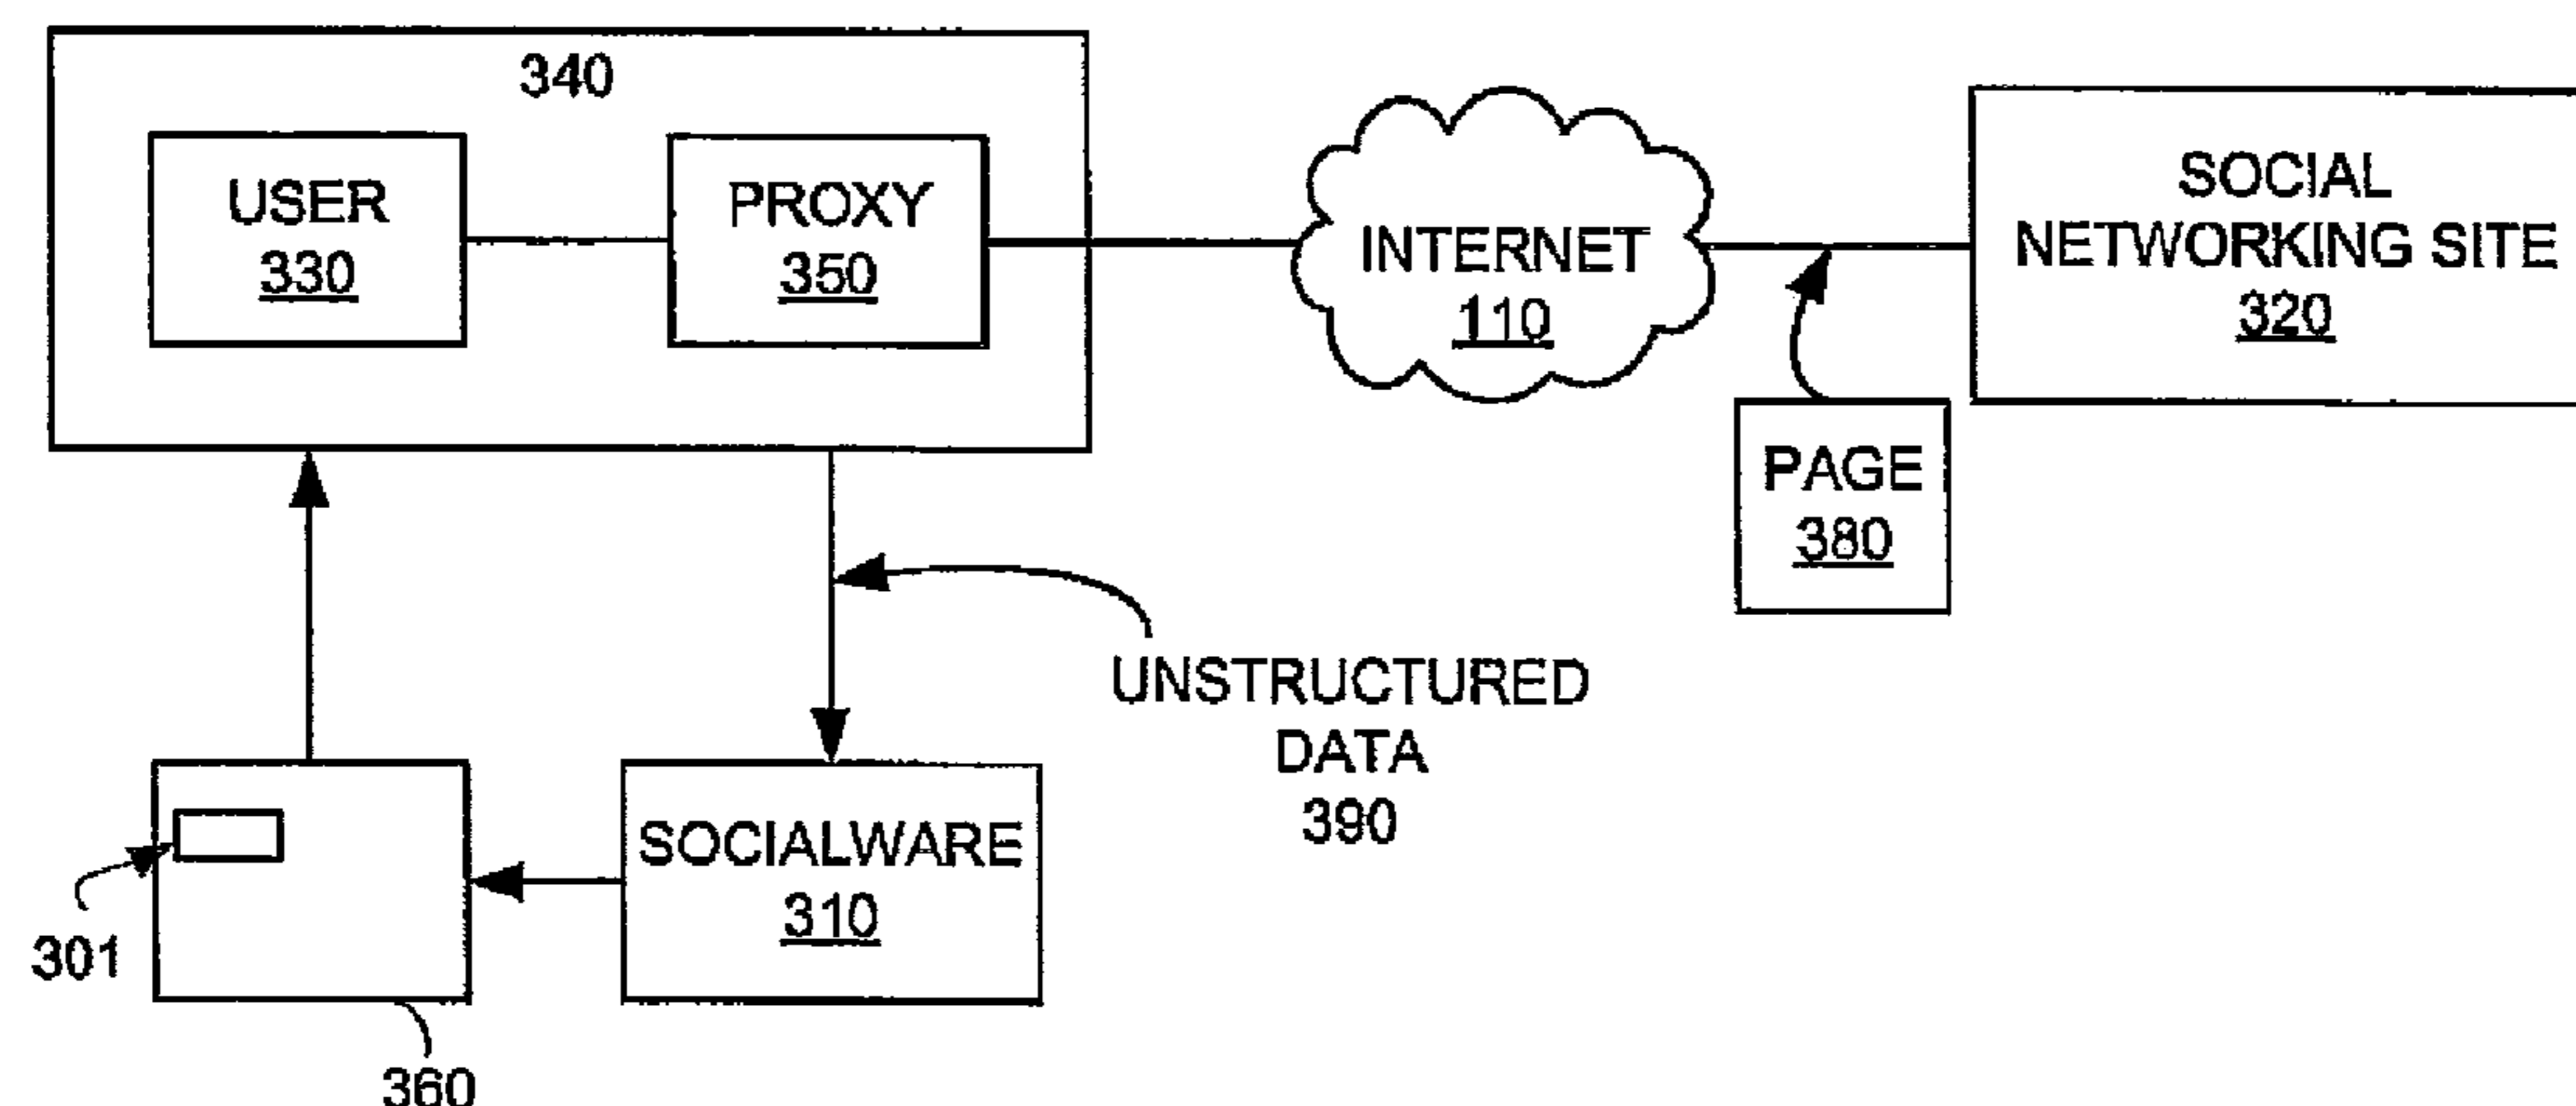 340
USER
330
PROXY
350
INTERNET
110
SOCIAL
NETWORKING SITE
320
PAGE
380
UNSTRUCTURED
DATA
390
SOCIALWARE
310
301
360